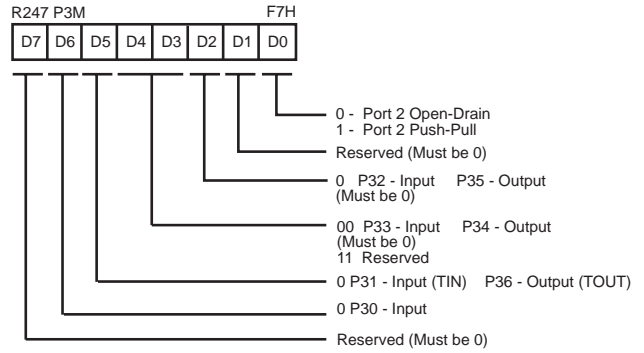 R247 P3M F7H
D7 D6 D5 D4 D3 D2 D1 D0
0 - Port 2 Open-Drain
1 - Port 2 Push-Pull
Reserved (Must be 0)
0 P32 - Input P35 - Output
(Must be 0)
00 P33 - Input P34 - Output
(Must be 0)
11 Reserved
0 P31 - Input (TIN) P36 - Output (TOUT)
0 P30 - Input
Reserved (Must be 0)